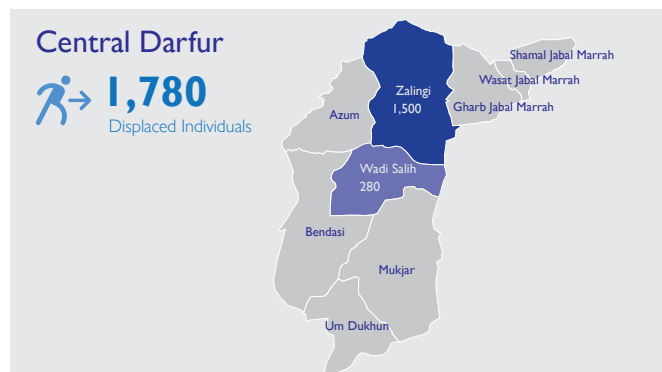 Central Darfur
1,780
Displaced Individuals
Shamal Jabal Marrah
Wasat Jabal Marrah
Zalingi
1,500
Gharb Jabal Marrah
Azum
Wadi Salih
280
Bendasi
Mukjar
Um Dukhun